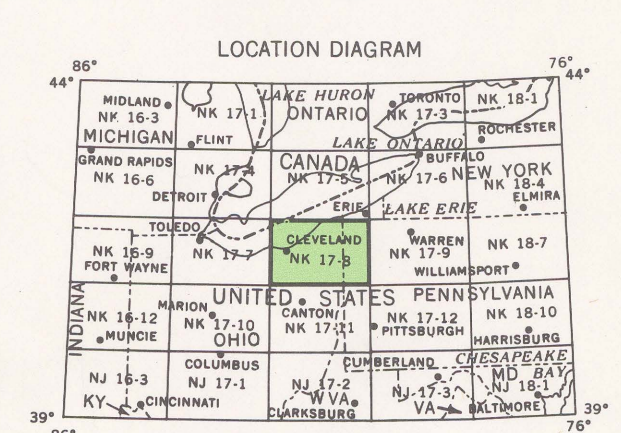 LOCATION DIAGRAM
86° 76°
44° 44°
MIDLAND NK 17-1 LAKE HURON TORONTO NK 18-1
NK 16-3 ONTARIO NK 17-3
MICHIGAN FLINT LAKE ONTARIO ROCHESTER
GRAND RAPIDS NK 17-4 CANADA BUFFALO
NK 16-6 NK 17-5 NK 17-6 NEW YORK
NK 18-4
DETROIT ERIE LAKE ERIE ELMIRA
TOLEDO CLEVELAND WARREN
NK 16-9 NK 17-7 NK 17-8 NK 17-9 NK 18-7
FORT WAYNE WILLIAMSPORT
INDIANA
UNITED STATES PENNSYLVANIA
MARION CANTON
NK 16-12 NK 17-10 NK 17-11 NK 17-12 NK 18-10
MUNCIE OHIO PITTSBURGH HARRISBURG
COLUMBUS CUMBERLAND CHESAPEAKE
NJ 16-3 NJ 17-1 NJ 17-2 NJ 17-3 MD BAY
NJ 18-1
KY CINCINNATI W VA CLARKSBURG VA BALTIMORE
39° 39°
86° 76°